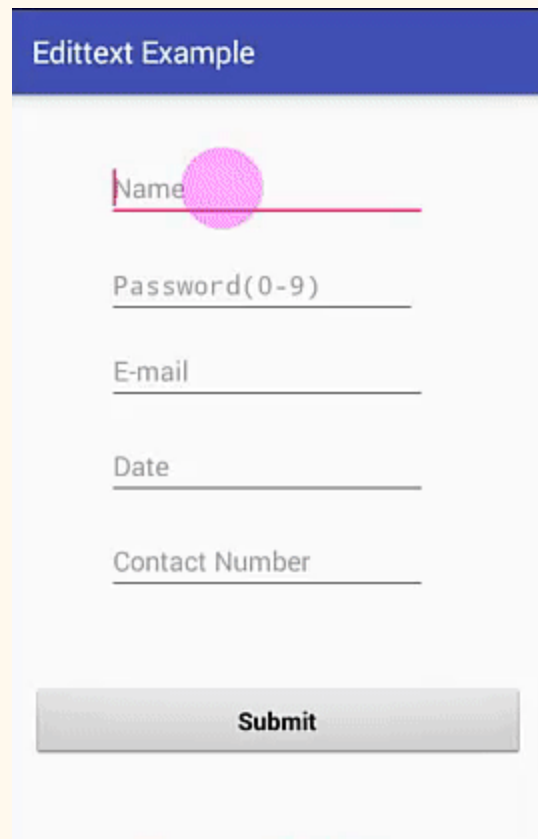 Edittext Example
Name
Password(0-9)
E-mail
Date
Contact Number
Submit